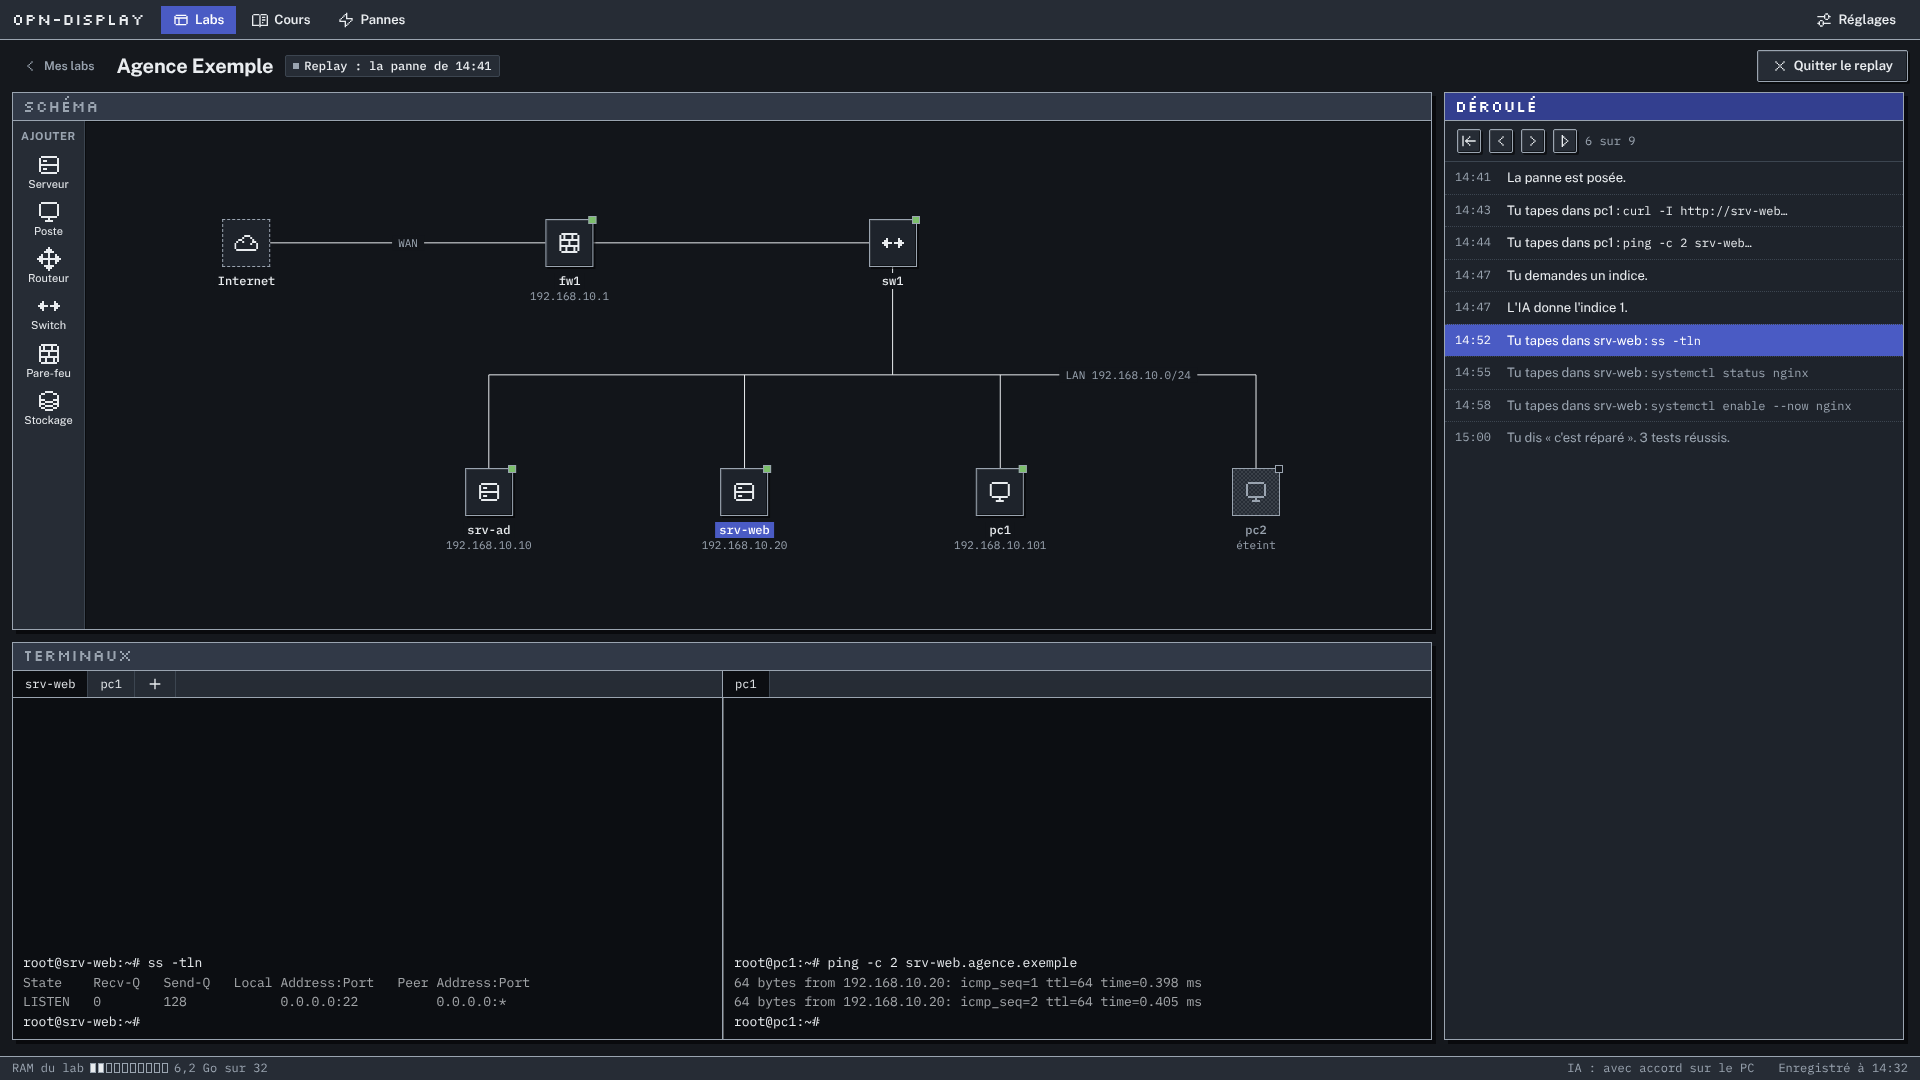 OPN-DISPLAY Labs Cours Pannes Réglages
Mes labs Agence Exemple Replay : la panne de 14:41 Quitter le replay
SCHÉMA
AJOUTER
Serveur
Poste
Routeur
Switch
Pare-feu
Stockage
WAN
Internet
fw1
192.168.10.1
sw1
LAN 192.168.10.0/24
srv-ad
192.168.10.10
srv-web
192.168.10.20
pc1
192.168.10.101
pc2
éteint
DÉROULÉ
6 sur 9
14:41 La panne est posée.
14:43 Tu tapes dans pc1 : curl -I http://srv-web…
14:44 Tu tapes dans pc1 : ping -c 2 srv-web…
14:47 Tu demandes un indice.
14:47 L'IA donne l'indice 1.
14:52 Tu tapes dans srv-web : ss -tln
14:55 Tu tapes dans srv-web : systemctl status nginx
14:58 Tu tapes dans srv-web : systemctl enable --now nginx
15:00 Tu dis « c'est réparé ». 3 tests réussis.
TERMINAUX
srv-web pc1 +
root@srv-web:~# ss -tln
State Recv-Q Send-Q Local Address:Port Peer Address:Port
LISTEN 0 128 0.0.0.0:22 0.0.0.0:*
root@srv-web:~#
pc1
root@pc1:~# ping -c 2 srv-web.agence.exemple
64 bytes from 192.168.10.20: icmp_seq=1 ttl=64 time=0.398 ms
64 bytes from 192.168.10.20: icmp_seq=2 ttl=64 time=0.405 ms
root@pc1:~#
RAM du lab 6,2 Go sur 32 IA : avec accord sur le PC Enregistré à 14:32